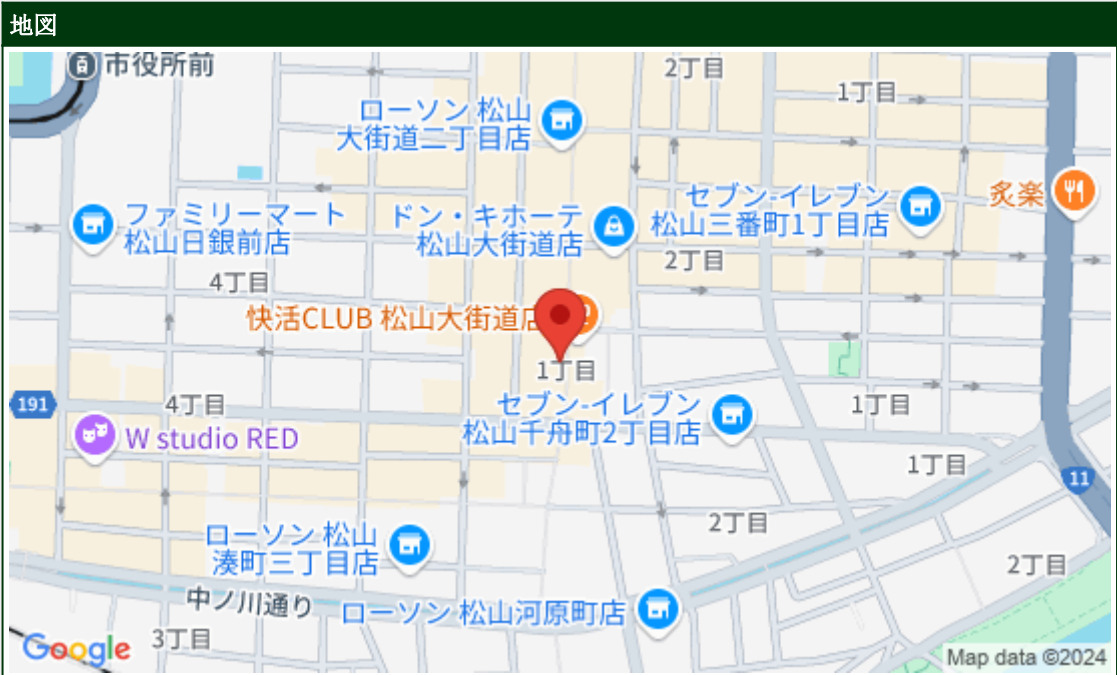 地図
市役所前
2丁目
1丁目
ローソン 松山
大街道二丁目店
セブン-イレブン
松山三番町1丁目店
炙楽
ファミリーマート
松山日銀前店
ドン・キホーテ
松山大街道店
2丁目
4丁目
快活CLUB 松山大街道店
1丁目
191
4丁目
セブン-イレブン
松山千舟町2丁目店
1丁目
W studio RED
1丁目
11
2丁目
ローソン 松山
湊町三丁目店
2丁目
中ノ川通り
ローソン 松山河原町店
3丁目
Google
Map data ©2024